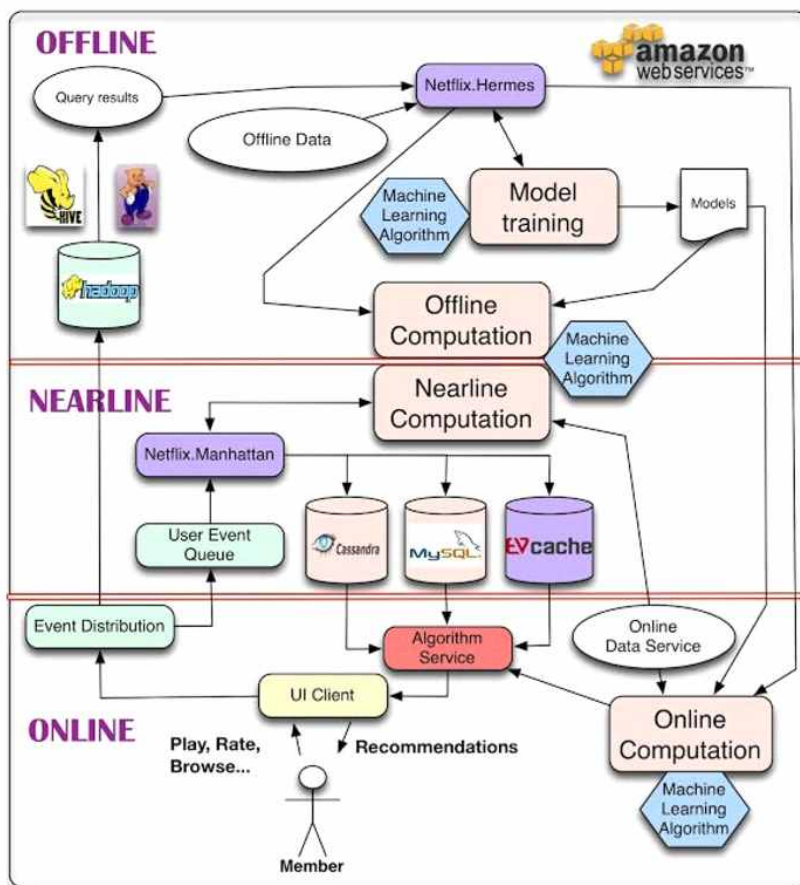 OFFLINE
amazon
web services™
Query results
Netflix.Hermes
Offline Data
HIVE
Machine
Learning
Algorithm
Model
training
Models
hadoop
Offline
Computation
Machine
Learning
Algorithm
NEARLINE
Nearline
Computation
Netflix.Manhattan
User Event
Queue
Cassandra
MySQL
EVcache
Event Distribution
Algorithm
Service
Online
Data Service
UI Client
ONLINE
Play, Rate,
Browse...
Recommendations
Online
Computation
Machine
Learning
Algorithm
Member